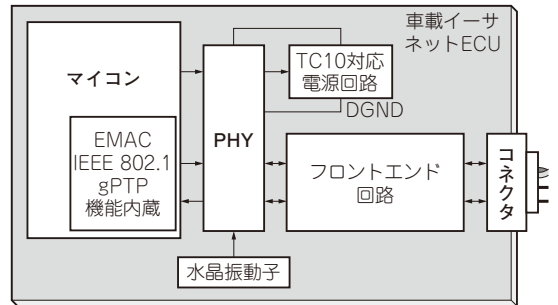 車載イーサ
ネットECU
マイコン
TC10対応
電源回路
DGND
EMAC
IEEE 802.1
gPTP
機能内蔵
PHY
フロントエンド
回路
コネクタ
水晶振動子